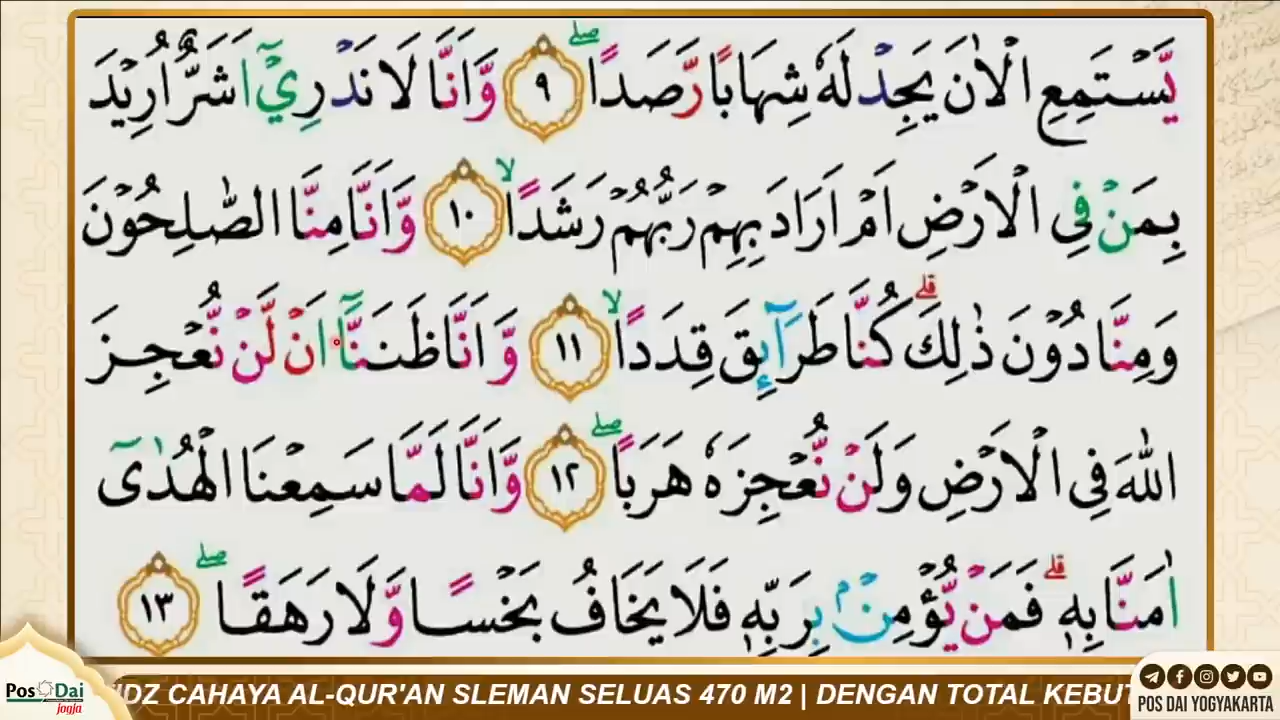 يَّسْتَمِعِ الْاٰنَ يَجِدْ لَهٗ شِهَابًا رَّصَدًاۖ ٩ وَّاَنَّا لَا نَدْرِيْٓ اَشَرٌّ اُرِيْدَ
بِمَنْ فِى الْاَرْضِ اَمْ اَرَادَ بِهِمْ رَبُّهُمْ رَشَدًاۙ ١٠ وَّاَنَّا مِنَّا الصّٰلِحُوْنَ
وَمِنَّا دُوْنَ ذٰلِكَۗ كُنَّا طَرَاۤىِٕقَ قِدَدًاۙ ١١ وَّاَنَّا ظَنَنَّآ اَنْ لَّنْ نُّعْجِزَ
اللّٰهَ فِى الْاَرْضِ وَلَنْ نُّعْجِزَهٗ هَرَبًاۖ ١٢ وَّاَنَّا لَمَّا سَمِعْنَا الْهُدٰىٓ
اٰمَنَّا بِهٖۗ فَمَنْ يُّؤْمِنْۢ بِرَبِّهٖ فَلَا يَخَافُ بَخْسًا وَّلَا رَهَقًاۖ ١٣
Pos Dai
jogja
IDZ CAHAYA AL-QUR'AN SLEMAN SELUAS 470 M2 | DENGAN TOTAL KEBUT
POS DAI YOGYAKARTA